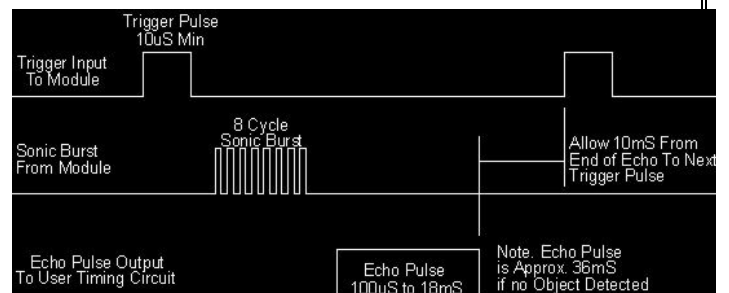 Trigger Pulse
10uS Min
Trigger Input
To Module
8 Cycle
Sonic Burst
Sonic Burst
From Module
Allow 10mS From
End of Echo To Next
Trigger Pulse
Echo Pulse Output
To User Timing Circuit
Echo Pulse
100uS to 18mS
Note. Echo Pulse
is Approx. 36mS
if no Object Detected